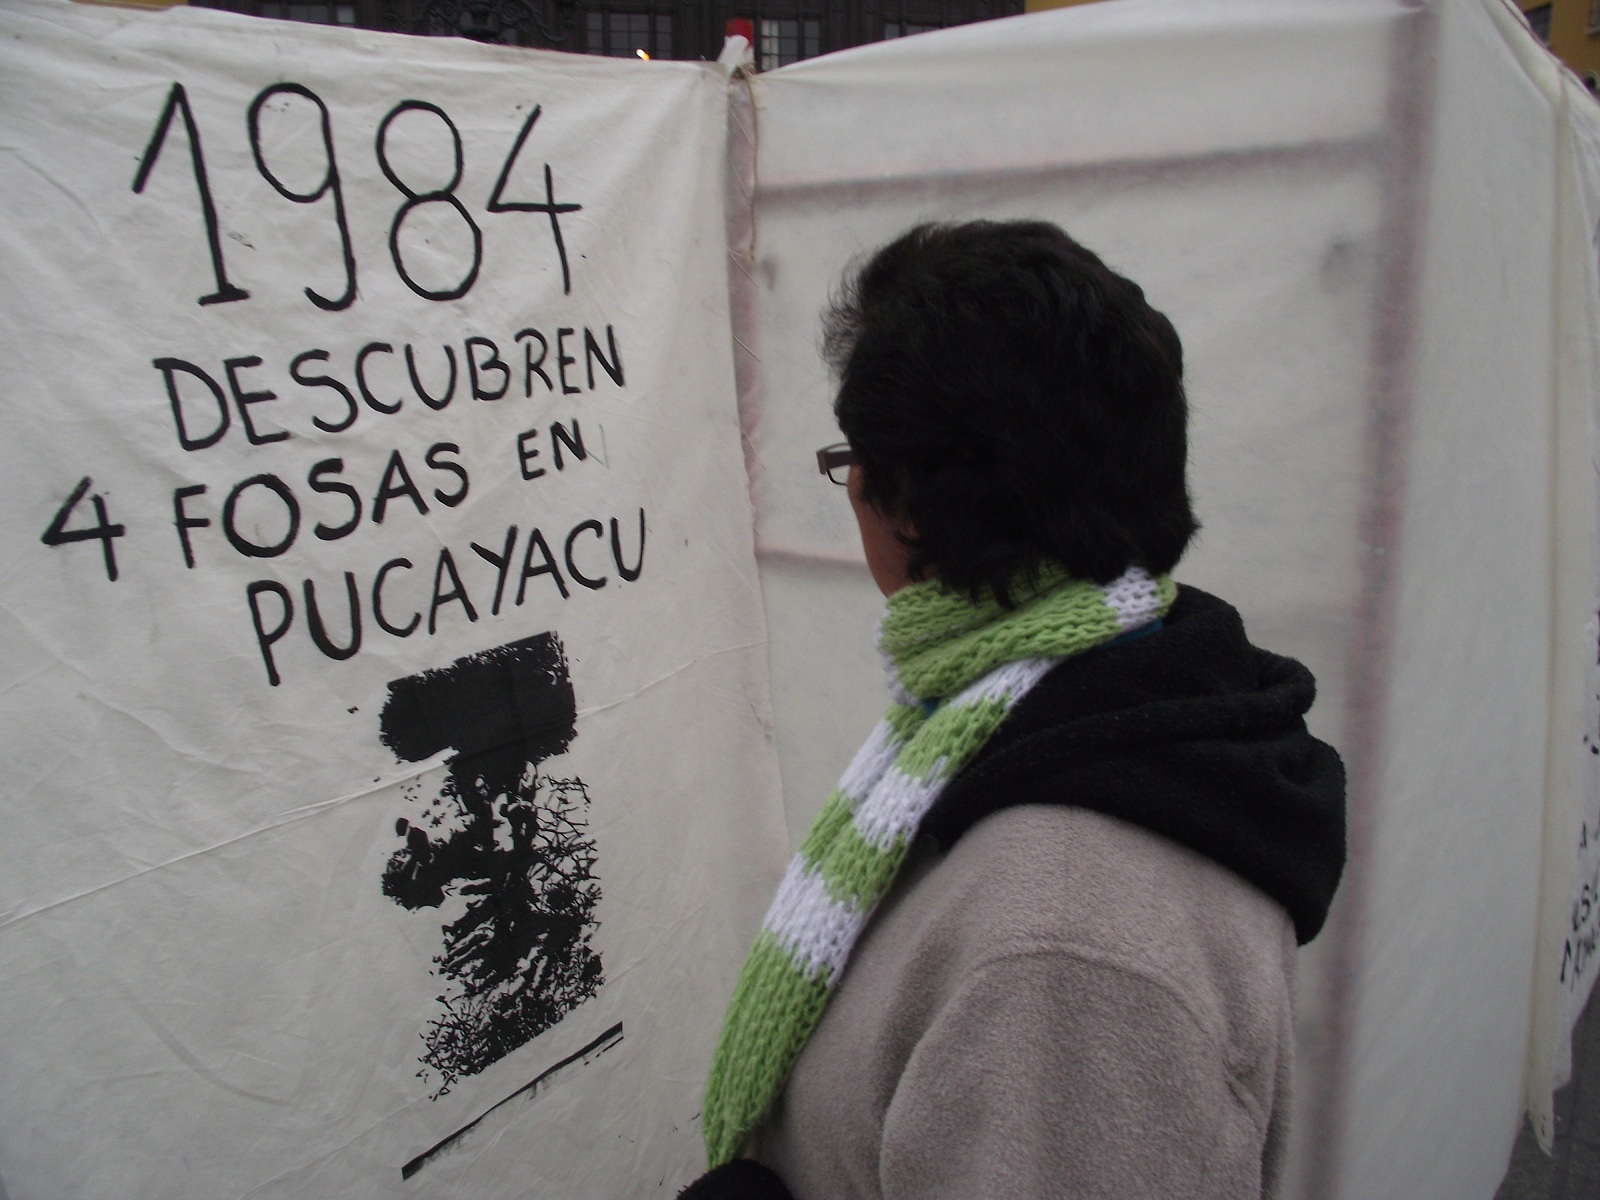 1984
DESCUBREN
4 FOSAS EN
PUCAYACU